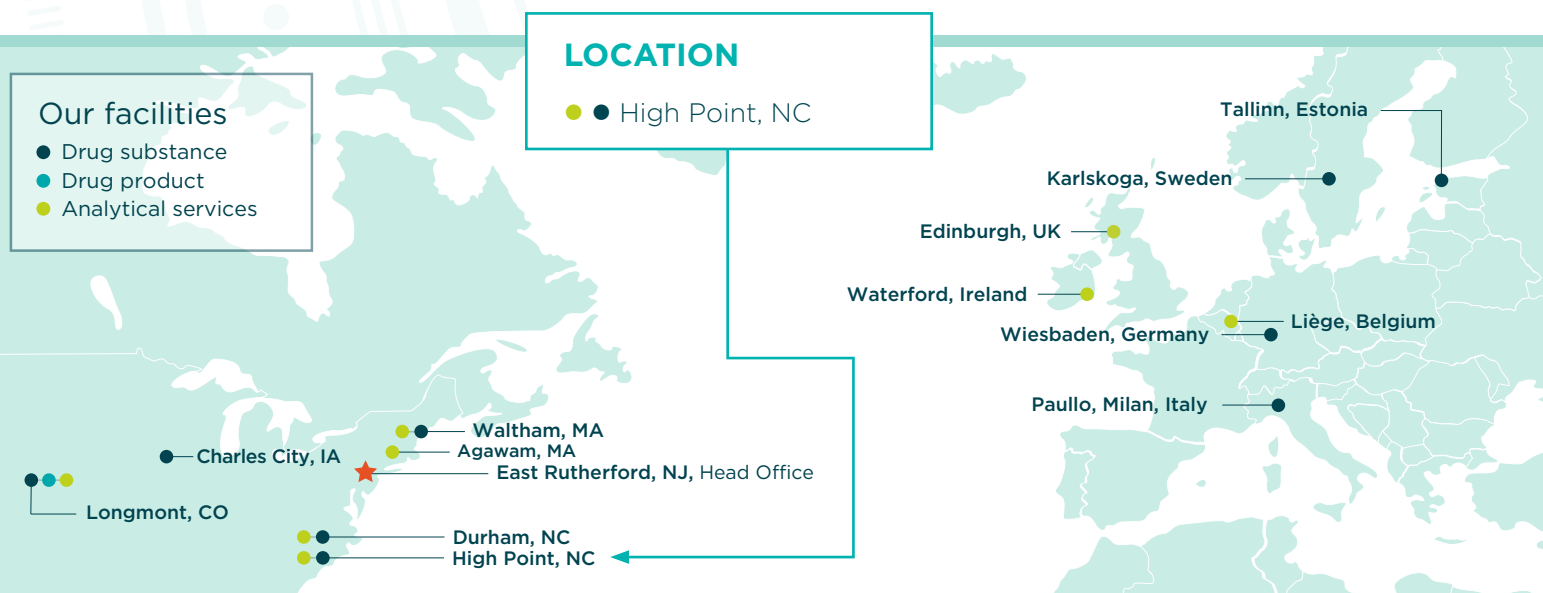 LOCATION
High Point, NC
Our facilities
Drug substance
Drug product
Analytical services
Tallinn, Estonia
Karlskoga, Sweden
Edinburgh, UK
Waterford, Ireland
Liège, Belgium
Wiesbaden, Germany
Paullo, Milan, Italy
Waltham, MA
Agawam, MA
Charles City, IA
East Rutherford, NJ, Head Office
Longmont, CO
Durham, NC
High Point, NC